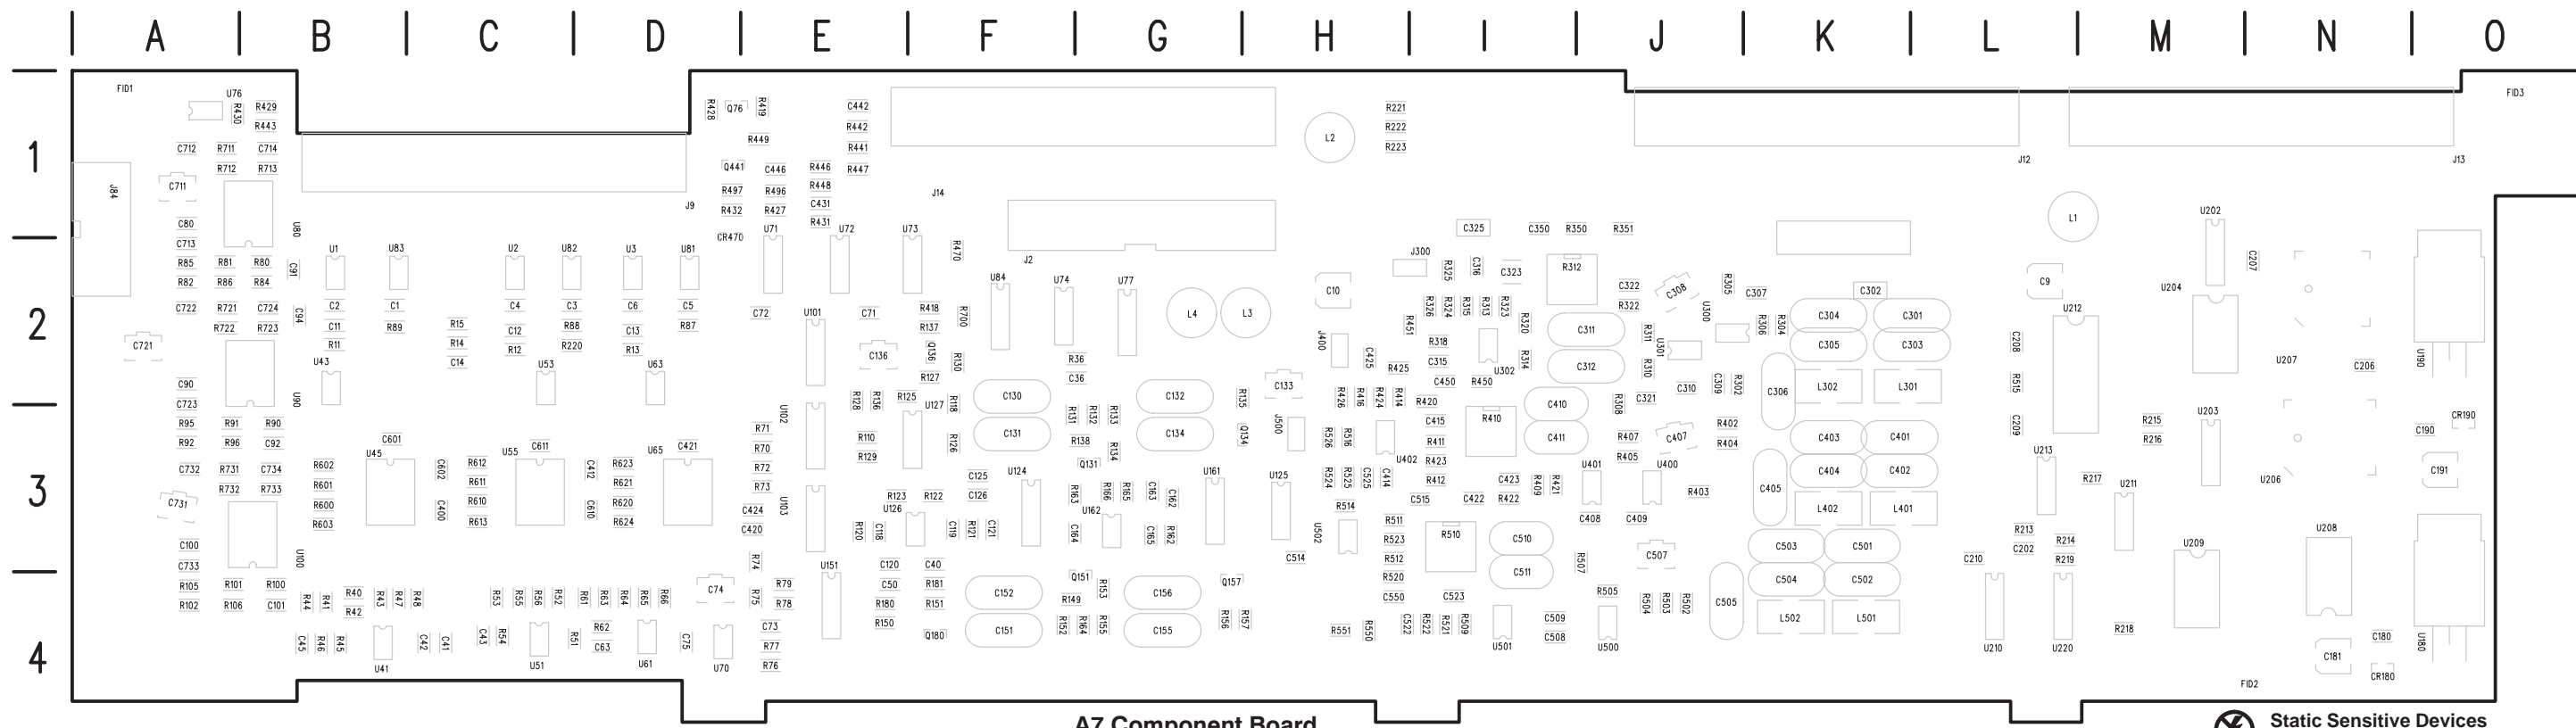 A B C D E F G H I J K L M N O
1
2
3
4
FID1
U76
R430
R429
R443
R428
Q76
R419
C442
R442
R449
R441
R221
R222
R223
L2
FID3
C712
R711
C714
R712
R713
J84
C711
Q441
C446
R446
R447
J12
J13
R497
R496
R448
J14
J9
R432
R427
C431
R431
C80
U80
L1
U202
C713
CR470
U71
U72
U73
R470
J2
C325
C350
R350
R351
R85
R81
R80
R82
R86
R84
C91
U1
U83
U2
U82
U3
U81
U84
U74
U77
C10
J300
R325
C316
C323
R312
C322
R322
C308
R305
C307
C302
C9
U204
C207
C722
R721
C724
R722
R723
C94
C2
C1
C4
C3
C6
C5
C11
R89
R15
C12
R88
C13
R87
R11
R14
R12
R220
R13
C14
C72
U101
C71
R418
R137
R700
L4
L3
R326
R324
R315
R313
R323
R451
R320
C311
U300
R306
R304
C304
C301
U212
C721
C136
Q136
R130
R127
R36
C36
J400
C425
R425
R318
C315
C450
R450
U302
R314
C312
R311
U301
R310
C310
C309
R302
C305
C303
C208
U207
C206
U190
U43
U53
U63
C90
C723
U90
R128
R136
R125
U127
R118
C130
C132
R135
C133
R426
R416
R424
R414
R420
C410
R308
C321
C306
L302
L301
R515
R95
R91
R90
R92
R96
C92
C601
C611
C421
U102
R71
R70
R110
R129
R126
C131
R131
R132
R133
R138
R134
C134
Q134
J500
R526
R516
U402
C415
R411
R423
R412
R410
C411
R407
R405
C407
R402
R404
C403
C401
C209
R215
R216
U203
C190
CR190
C732
R731
C734
R732
R733
R602
R601
R600
R603
U45
C602
C400
R612
R611
R610
R613
U55
C412
C610
R623
R621
R620
R624
U65
R72
R73
C424
C420
U103
R123
R122
U126
C125
C126
U124
Q131
R163
R166
R165
C163
C162
U162
U161
U125
R524
R525
C525
C414
C515
R514
C422
C423
R422
R409
R421
U401
U400
R403
C405
C404
C402
L402
L401
U213
R217
U211
U206
C191
C731
C100
C733
U100
R74
R120
C118
C119
R121
C121
C164
C165
R162
U502
C514
R511
R523
R512
R510
C510
C511
R507
C408
C409
C507
C503
C501
R213
C202
C210
R214
R219
U209
U208
R105
R101
R100
R102
R106
C101
R44
R41
R40
R42
R43
R47
R48
R53
R55
R56
R52
R61
R63
R64
R65
R66
C74
R75
R79
R78
U151
C120
C50
R180
R150
C40
R181
R151
Q180
C152
C151
Q151
R149
R153
R152
R164
R155
C156
C155
Q157
R156
R157
R520
C550
R551
R550
C522
R522
R521
R509
C523
U501
C509
C508
R505
U500
R504
R503
R502
C505
C504
C502
L502
L501
U210
U220
R218
C45
R46
R45
U41
C42
C41
C43
R54
U51
R51
R62
C63
U61
C75
U70
C73
R77
R76
C181
C180
CR180
U180
FID2
A7 Component Board
Static Sensitive Devices